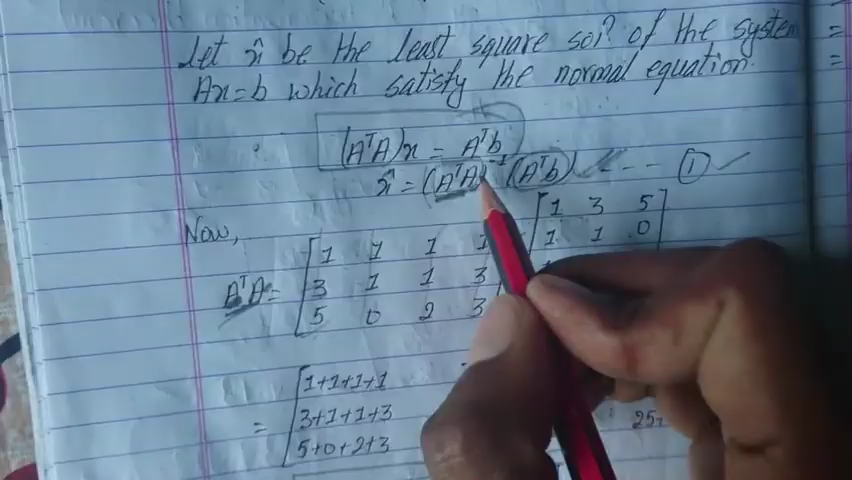 Let x̂ be the least square sol? of the system
Ax=b which satisfy the normal equation.
(AᵀA)x = Aᵀb
x̂ = (AᵀA)⁻¹ (Aᵀb) ---- ①
Now,
AᵀA = [1 1 1 1 [1 3 5]
3 1 1 3 1 1 0
5 0 2 3
= [1+1+1+1
3+1+1+3
5+0+2+3 25+